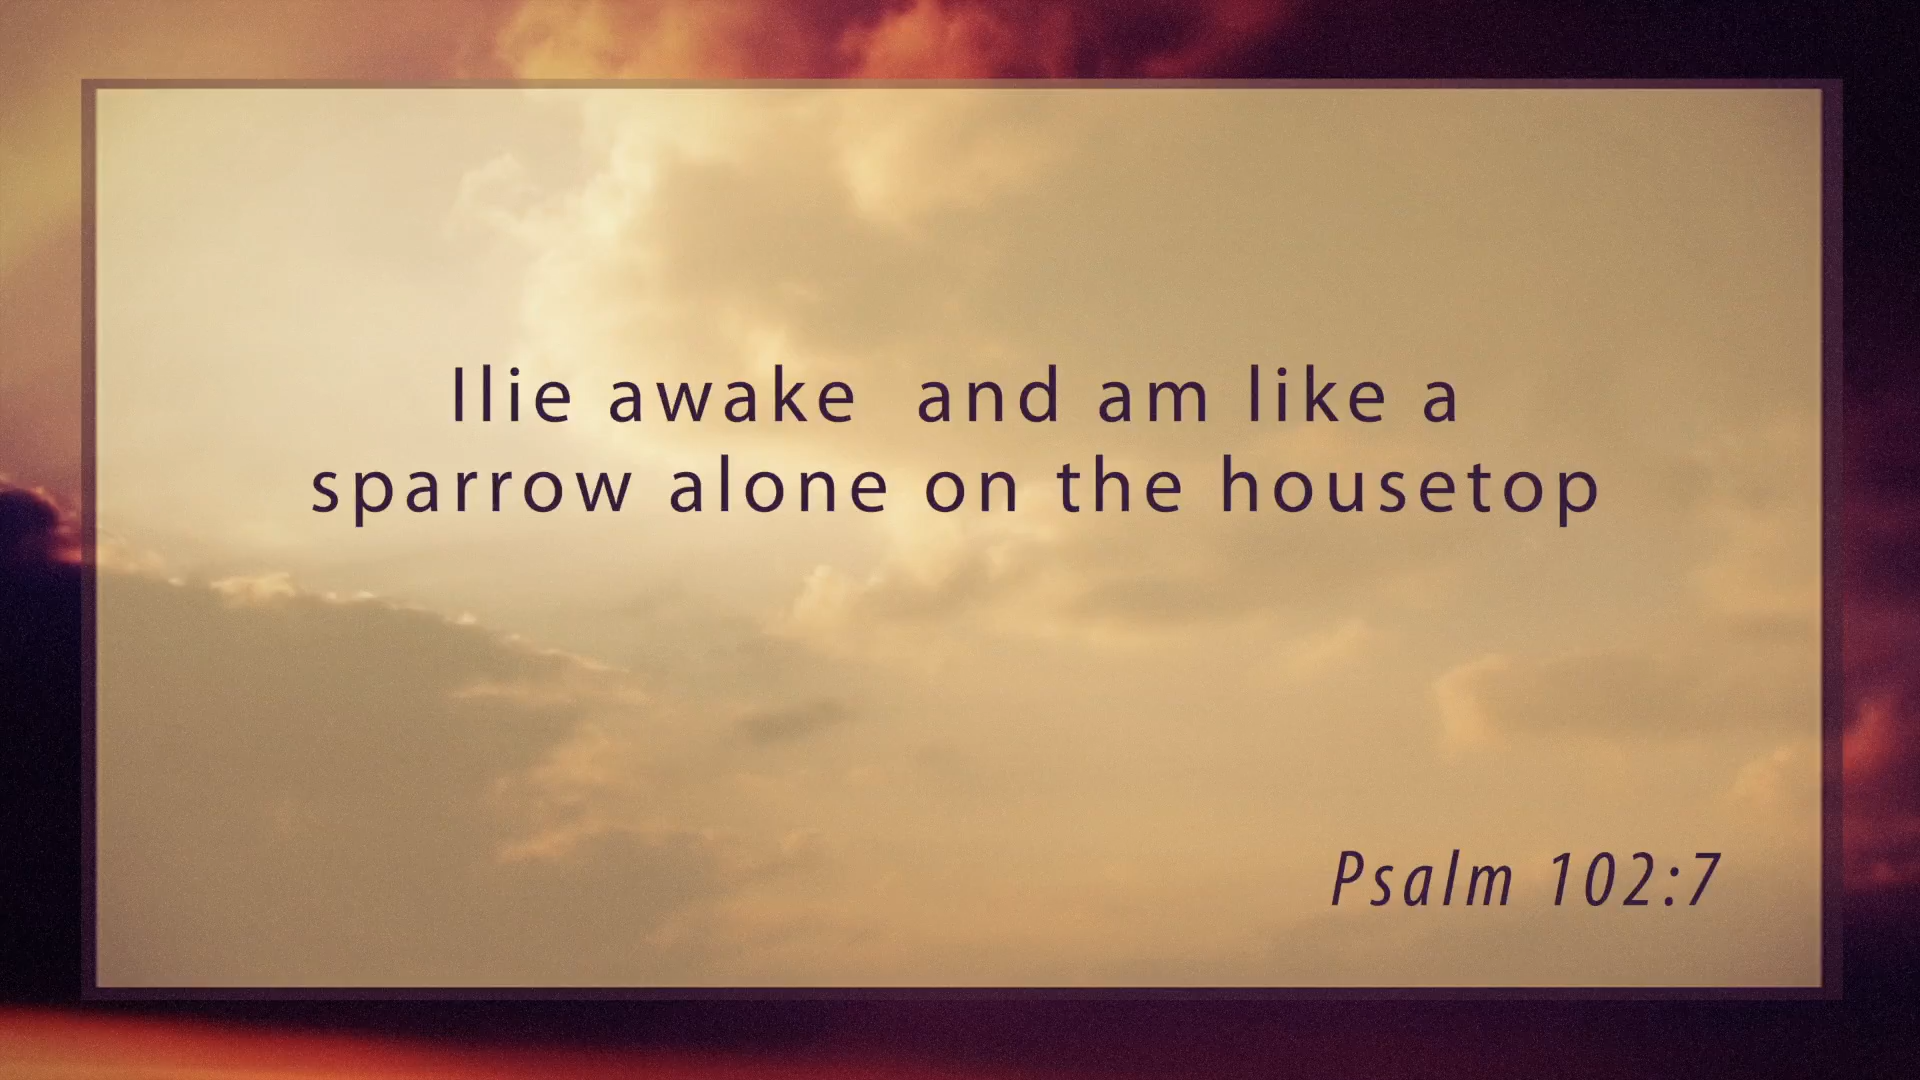 Ilie awake  and am like a
sparrow alone on the housetop
Psalm 102:7